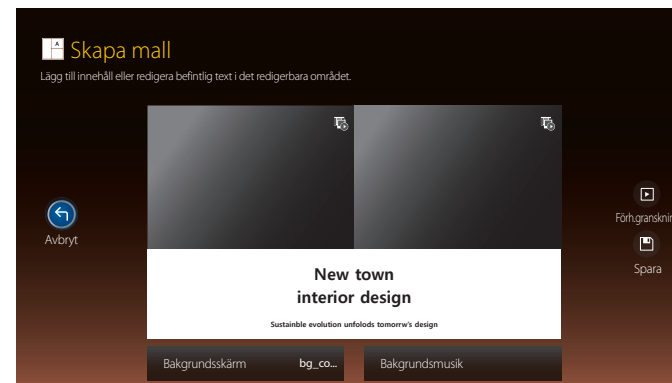 Skapa mall
Lägg till innehåll eller redigera befintlig text i det redigerbara området.
Avbryt
Förh.gransknin
Spara
New town
interior design
Sustainble evolution unfolods tomorrw's design
Bakgrundsskärm bg_co...
Bakgrundsmusik